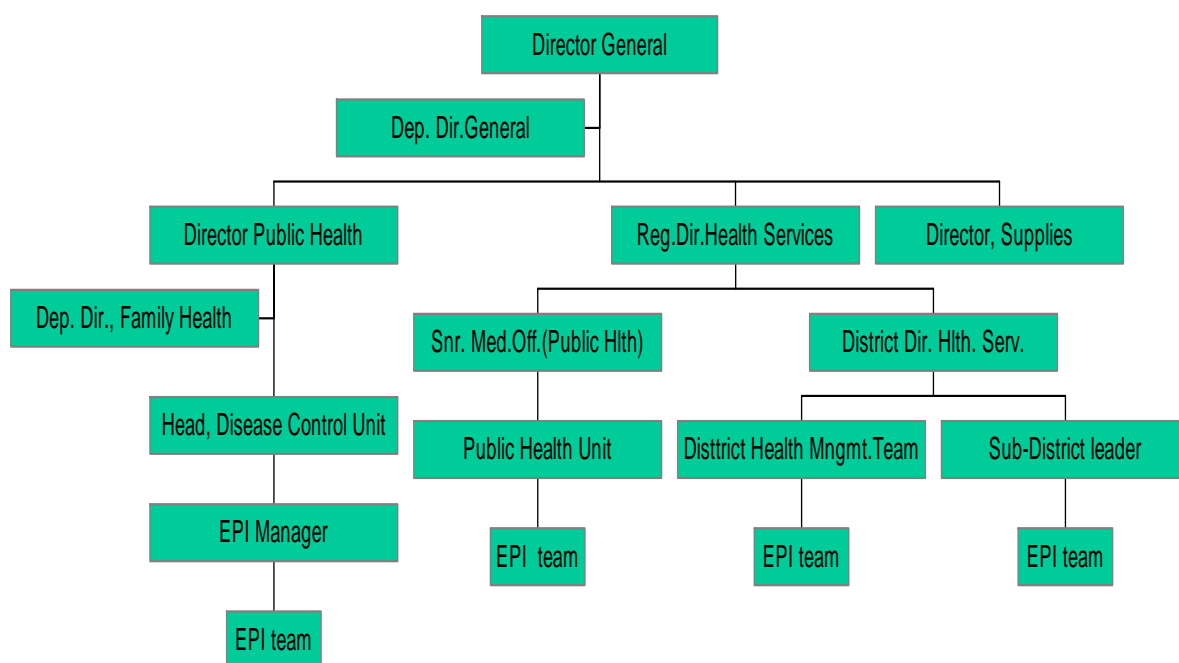 Director General
Dep. Dir.General
Director Public Health
Reg.Dir.Health Services
Director, Supplies
Dep. Dir., Family Health
Snr. Med.Off.(Public Hlth)
District Dir. Hlth. Serv.
Head, Disease Control Unit
Public Health Unit
Disttrict Health Mngmt.Team
Sub-District leader
EPI Manager
EPI team
EPI team
EPI team
EPI team